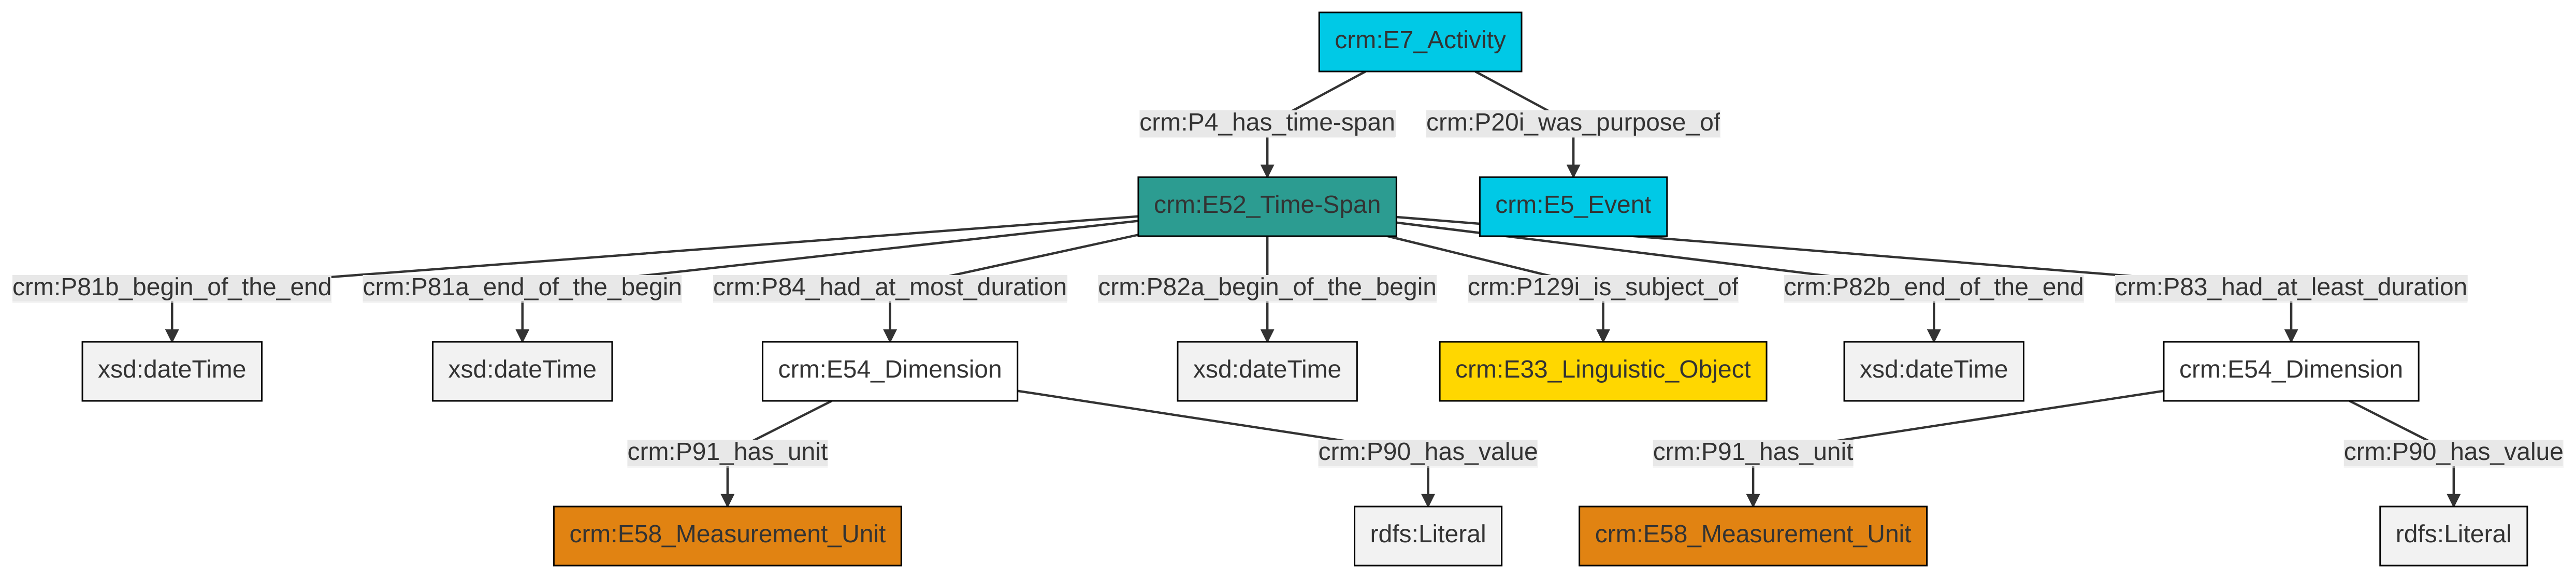 crm:E7_Activity
crm:P4_has_time-span
crm:P20i_was_purpose_of
crm:E52_Time-Span
crm:E5_Event
crm:P81b_begin_of_the_end
crm:P81a_end_of_the_begin
crm:P84_had_at_most_duration
crm:P82a_begin_of_the_begin
crm:P129i_is_subject_of
crm:P82b_end_of_the_end
crm:P83_had_at_least_duration
xsd:dateTime
xsd:dateTime
crm:E54_Dimension
xsd:dateTime
crm:E33_Linguistic_Object
xsd:dateTime
crm:E54_Dimension
crm:P91_has_unit
crm:P90_has_value
crm:P91_has_unit
crm:P90_has_value
crm:E58_Measurement_Unit
rdfs:Literal
crm:E58_Measurement_Unit
rdfs:Literal